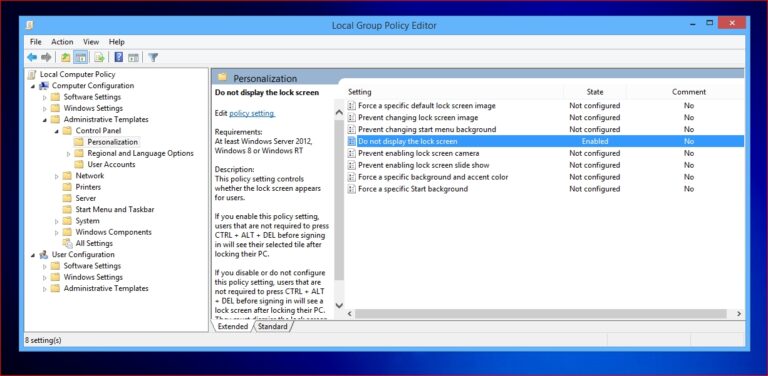 Local Group Policy Editor
File Action View Help
Local Computer Policy
Computer Configuration
Software Settings
Windows Settings
Administrative Templates
Control Panel
Personalization
Regional and Language Options
User Accounts
Network
Printers
Server
Start Menu and Taskbar
System
Windows Components
All Settings
User Configuration
Software Settings
Windows Settings
Administrative Templates
Personalization
Do not display the lock screen
Edit policy setting.
Requirements:
At least Windows Server 2012,
Windows 8 or Windows RT
Description:
This policy setting controls
whether the lock screen appears
for users.
If you enable this policy setting,
users that are not required to press
CTRL + ALT + DEL before signing
in will see their selected tile after
locking their PC.
If you disable or do not configure
this policy setting, users that are
not required to press CTRL + ALT
+ DEL before signing in will see a
lock screen after locking their PC.
They must dismiss the lock screen
Setting State Comment
Force a specific default lock screen image Not configured No
Prevent changing lock screen image Not configured No
Prevent changing start menu background Not configured No
Do not display the lock screen Enabled No
Prevent enabling lock screen camera Not configured No
Prevent enabling lock screen slide show Not configured No
Force a specific background and accent color Not configured No
Force a specific Start background Not configured No
Extended Standard
8 setting(s)